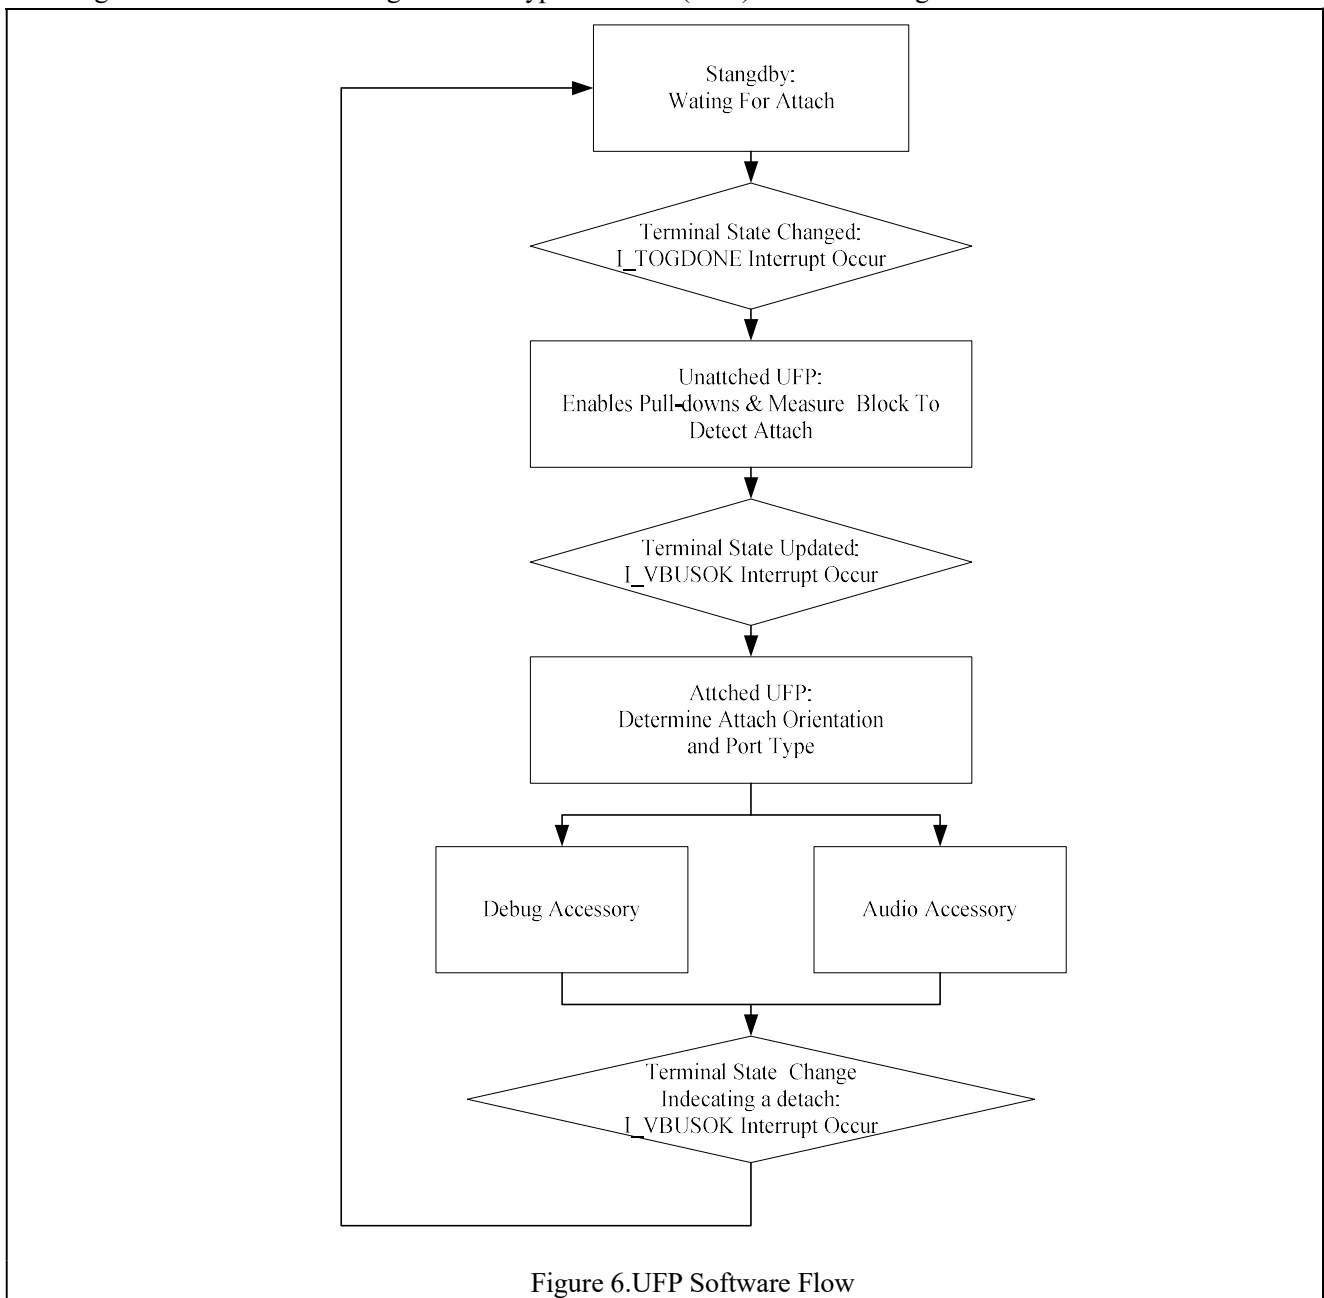 Stangdby:
Wating For Attach
Terminal State Changed:
I_TOGDONE Interrupt Occur
Unattched UFP:
Enables Pull-downs & Measure Block To
Detect Attach
Terminal State Updated:
I_VBUSOK Interrupt Occur
Attched UFP:
Determine Attach Orientation
and Port Type
Debug Accessory
Audio Accessory
Terminal State Change
Indecating a detach:
I_VBUSOK Interrupt Occur
Figure 6.UFP Software Flow